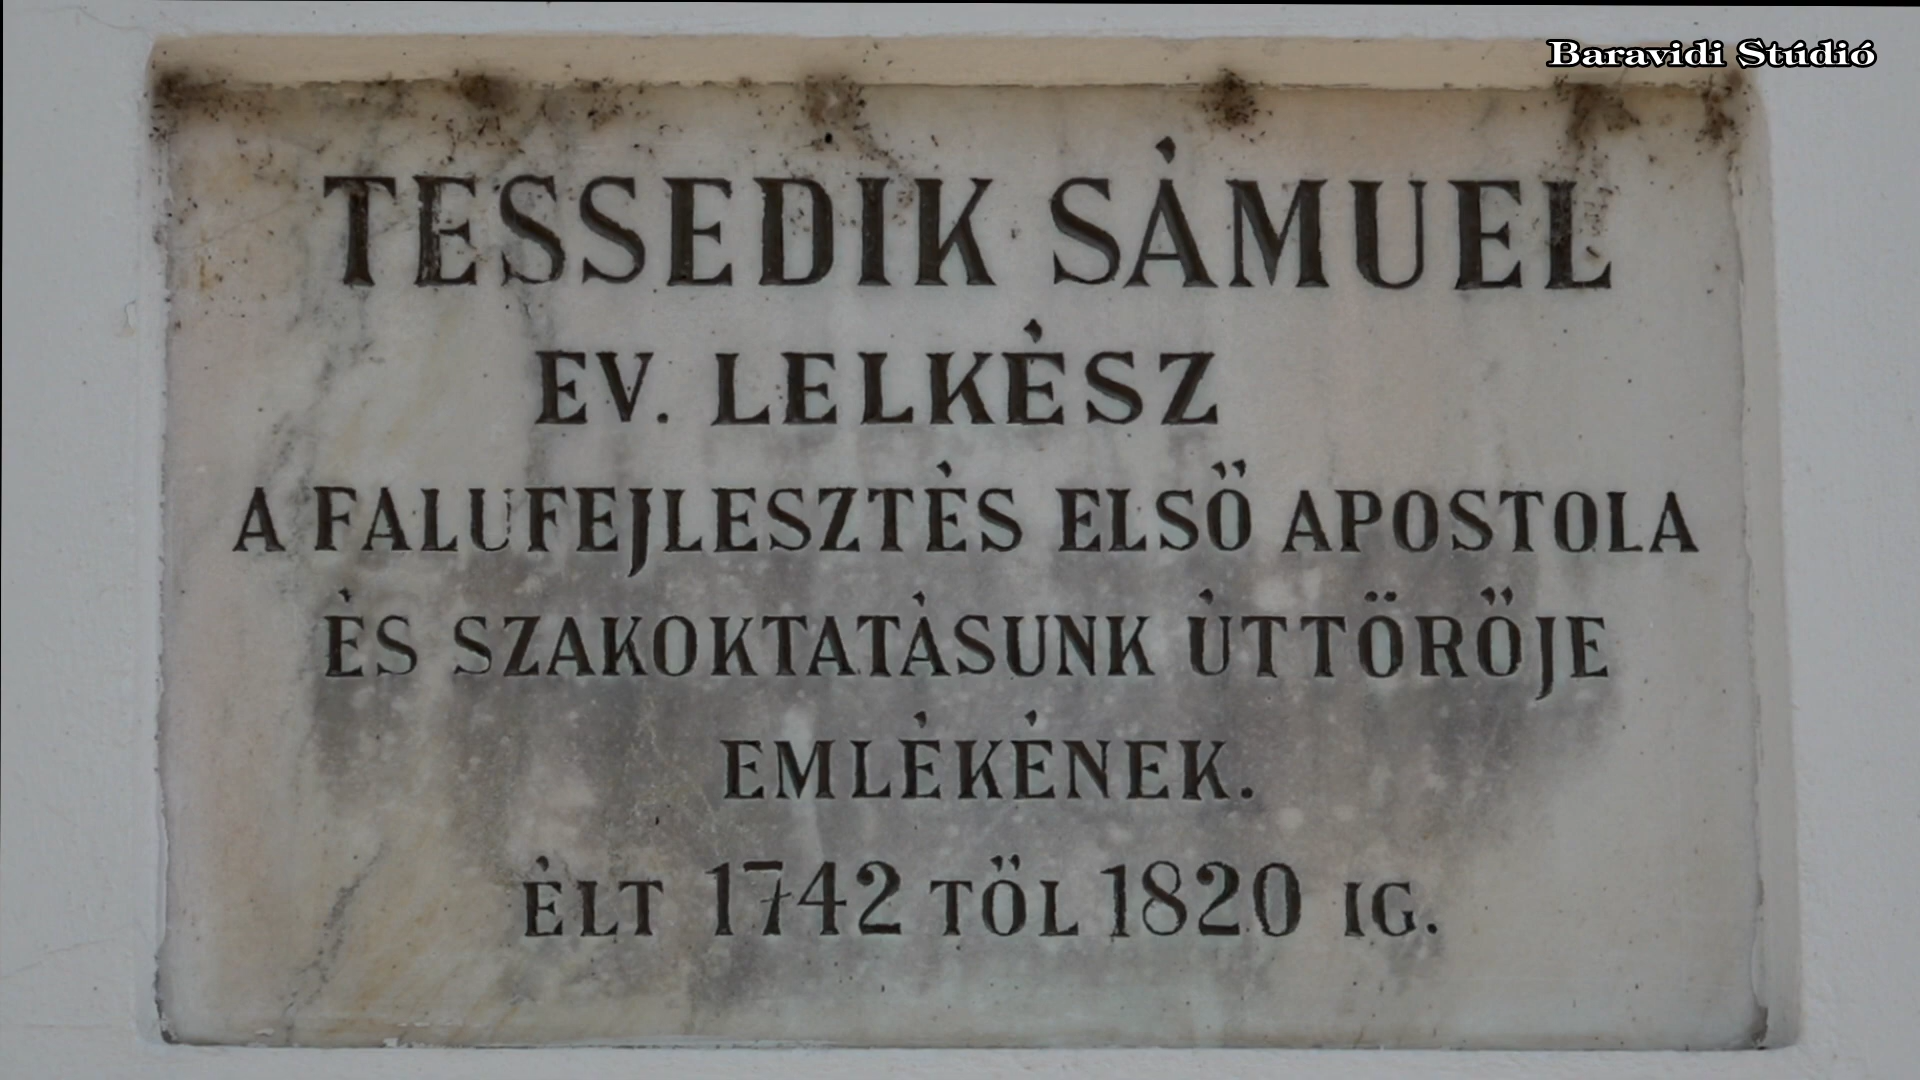 Baravidi Stúdió
TESSEDIK SÁMUEL
EV. LELKÉSZ
A FALUFEJLESZTÉS ELSŐ APOSTOLA
ÉS SZAKOKTATÁSUNK ÚTTÖRŐJE
EMLÉKÉNEK.
ÉLT 1742 TŐL 1820 IG.